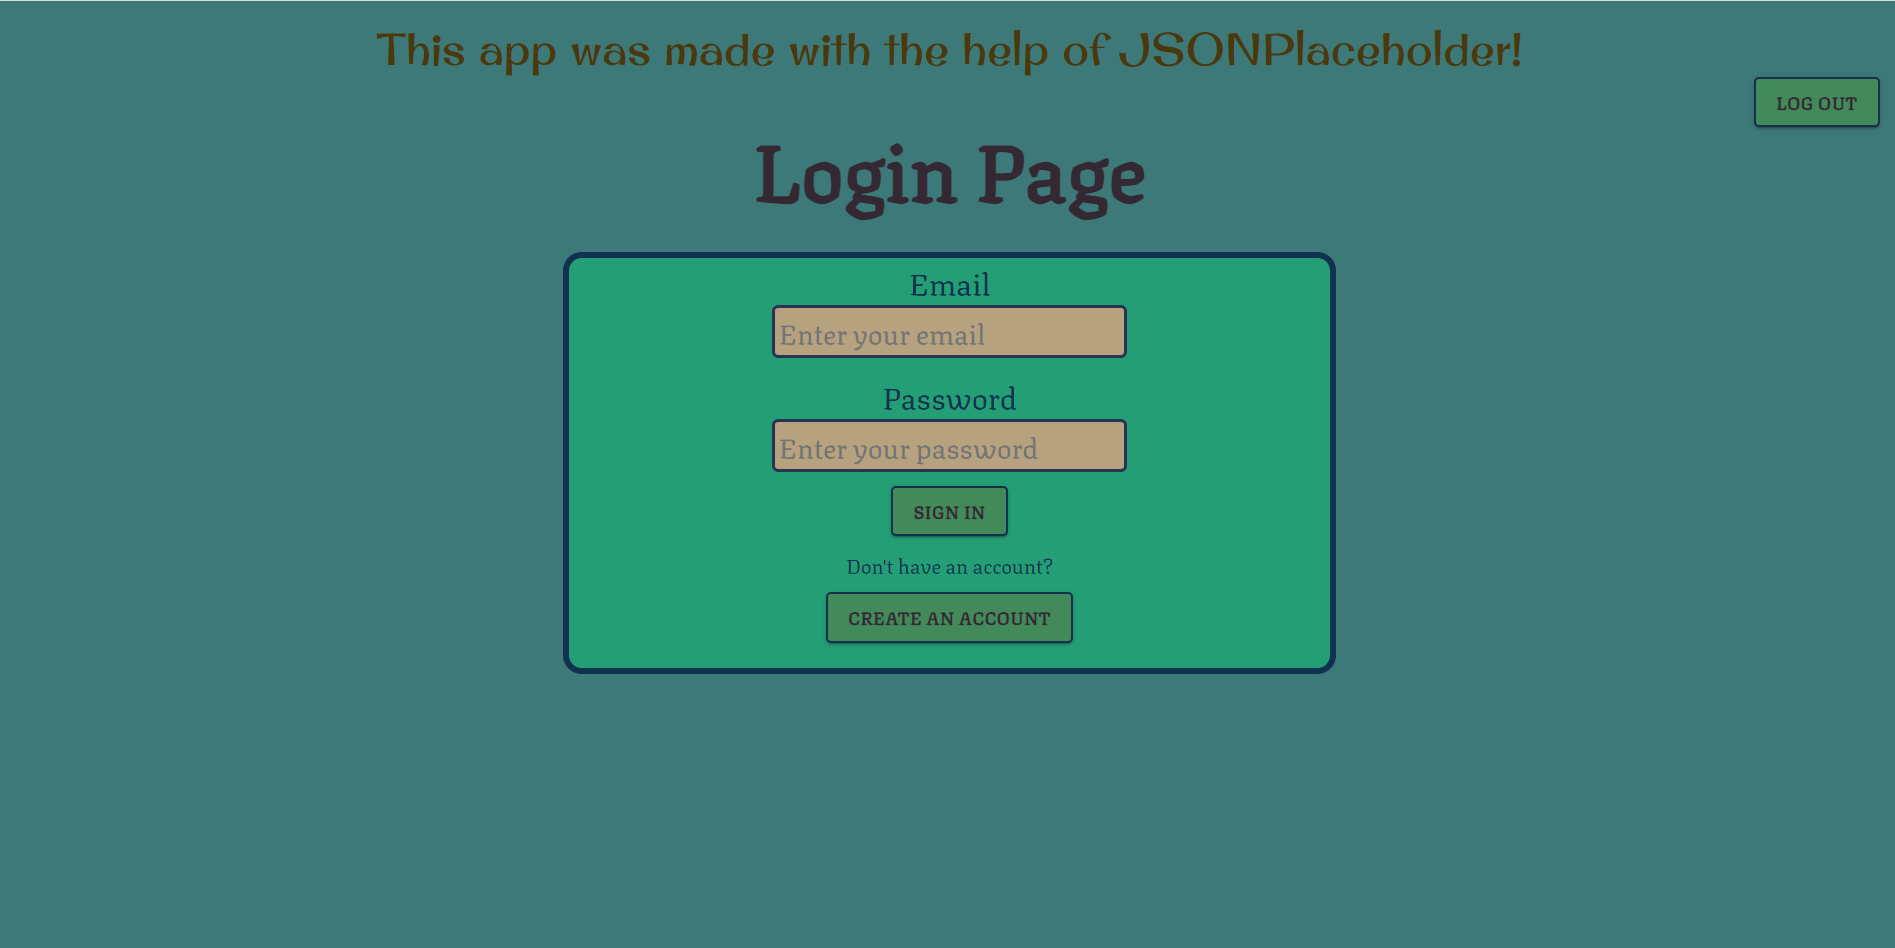 This app was made with the help of JSONPlaceholder!
LOG OUT
Login Page
Email
Enter your email
Password
Enter your password
SIGN IN
Don't have an account?
CREATE AN ACCOUNT